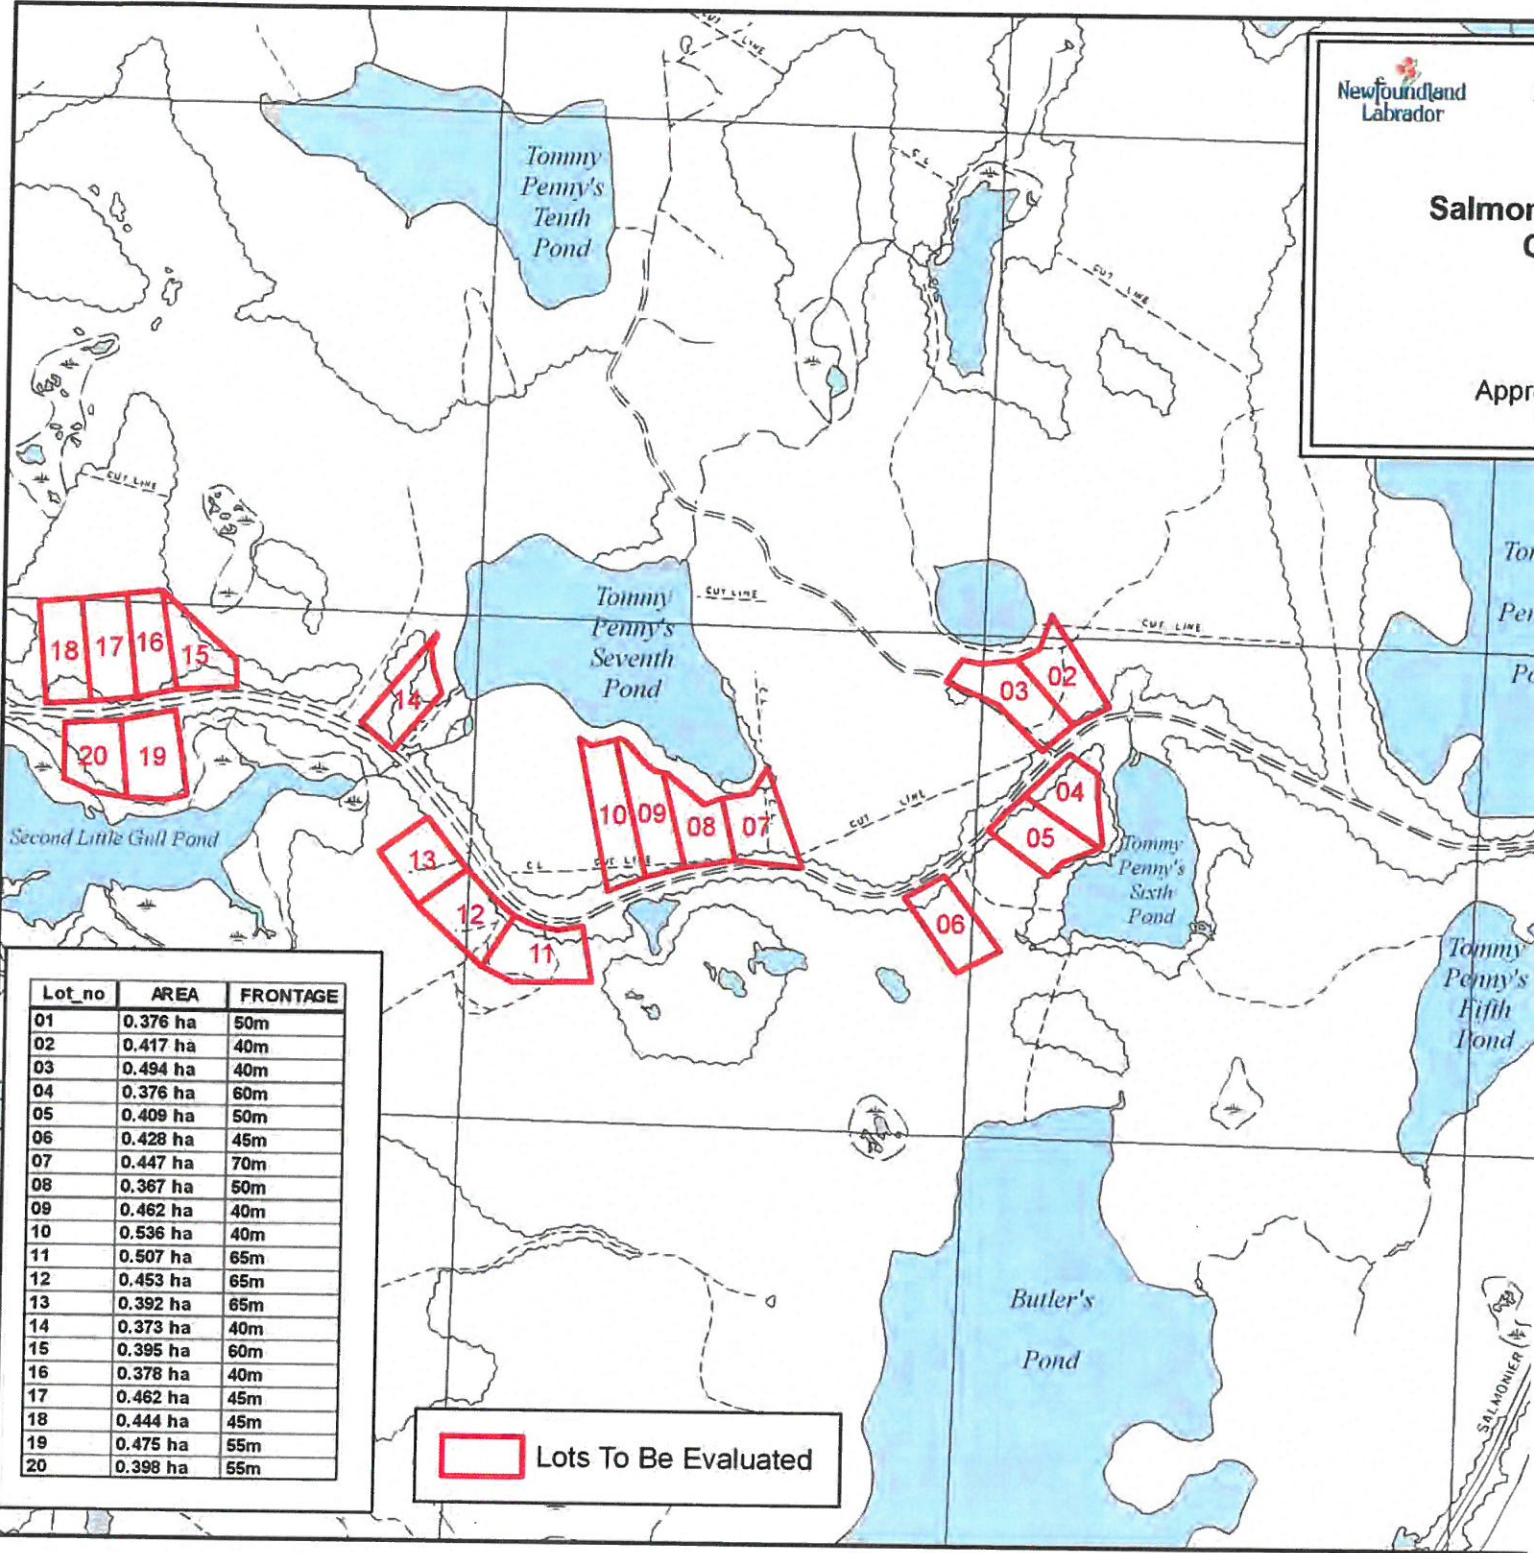 CUT LINE
Newfoundland
Labrador
Salmon
Appr
Tommy
Penny's
Tenth
Pond
C L
CUT LINE
CUT LINE
Tommy
Penny's
Seventh
Pond
CUT LINE
CUT LINE
C L
C L
CUT LINE
CUT LINE
C L
18
17
16
15
14
03
02
20
19
10
09
08
07
04
05
13
12
11
06
Second Little Gull Pond
Tommy
Penny's
Sixth
Pond
Tommy
Penny's
Fifth
Pond
Butler's
Pond
SALMONIER
Lot_no AREA FRONTAGE
01 0.376 ha 50m
02 0.417 ha 40m
03 0.494 ha 40m
04 0.376 ha 60m
05 0.409 ha 50m
06 0.428 ha 45m
07 0.447 ha 70m
08 0.367 ha 50m
09 0.462 ha 40m
10 0.536 ha 40m
11 0.507 ha 65m
12 0.453 ha 65m
13 0.392 ha 65m
14 0.373 ha 40m
15 0.395 ha 60m
16 0.378 ha 40m
17 0.462 ha 45m
18 0.444 ha 45m
19 0.475 ha 55m
20 0.398 ha 55m
Lots To Be Evaluated